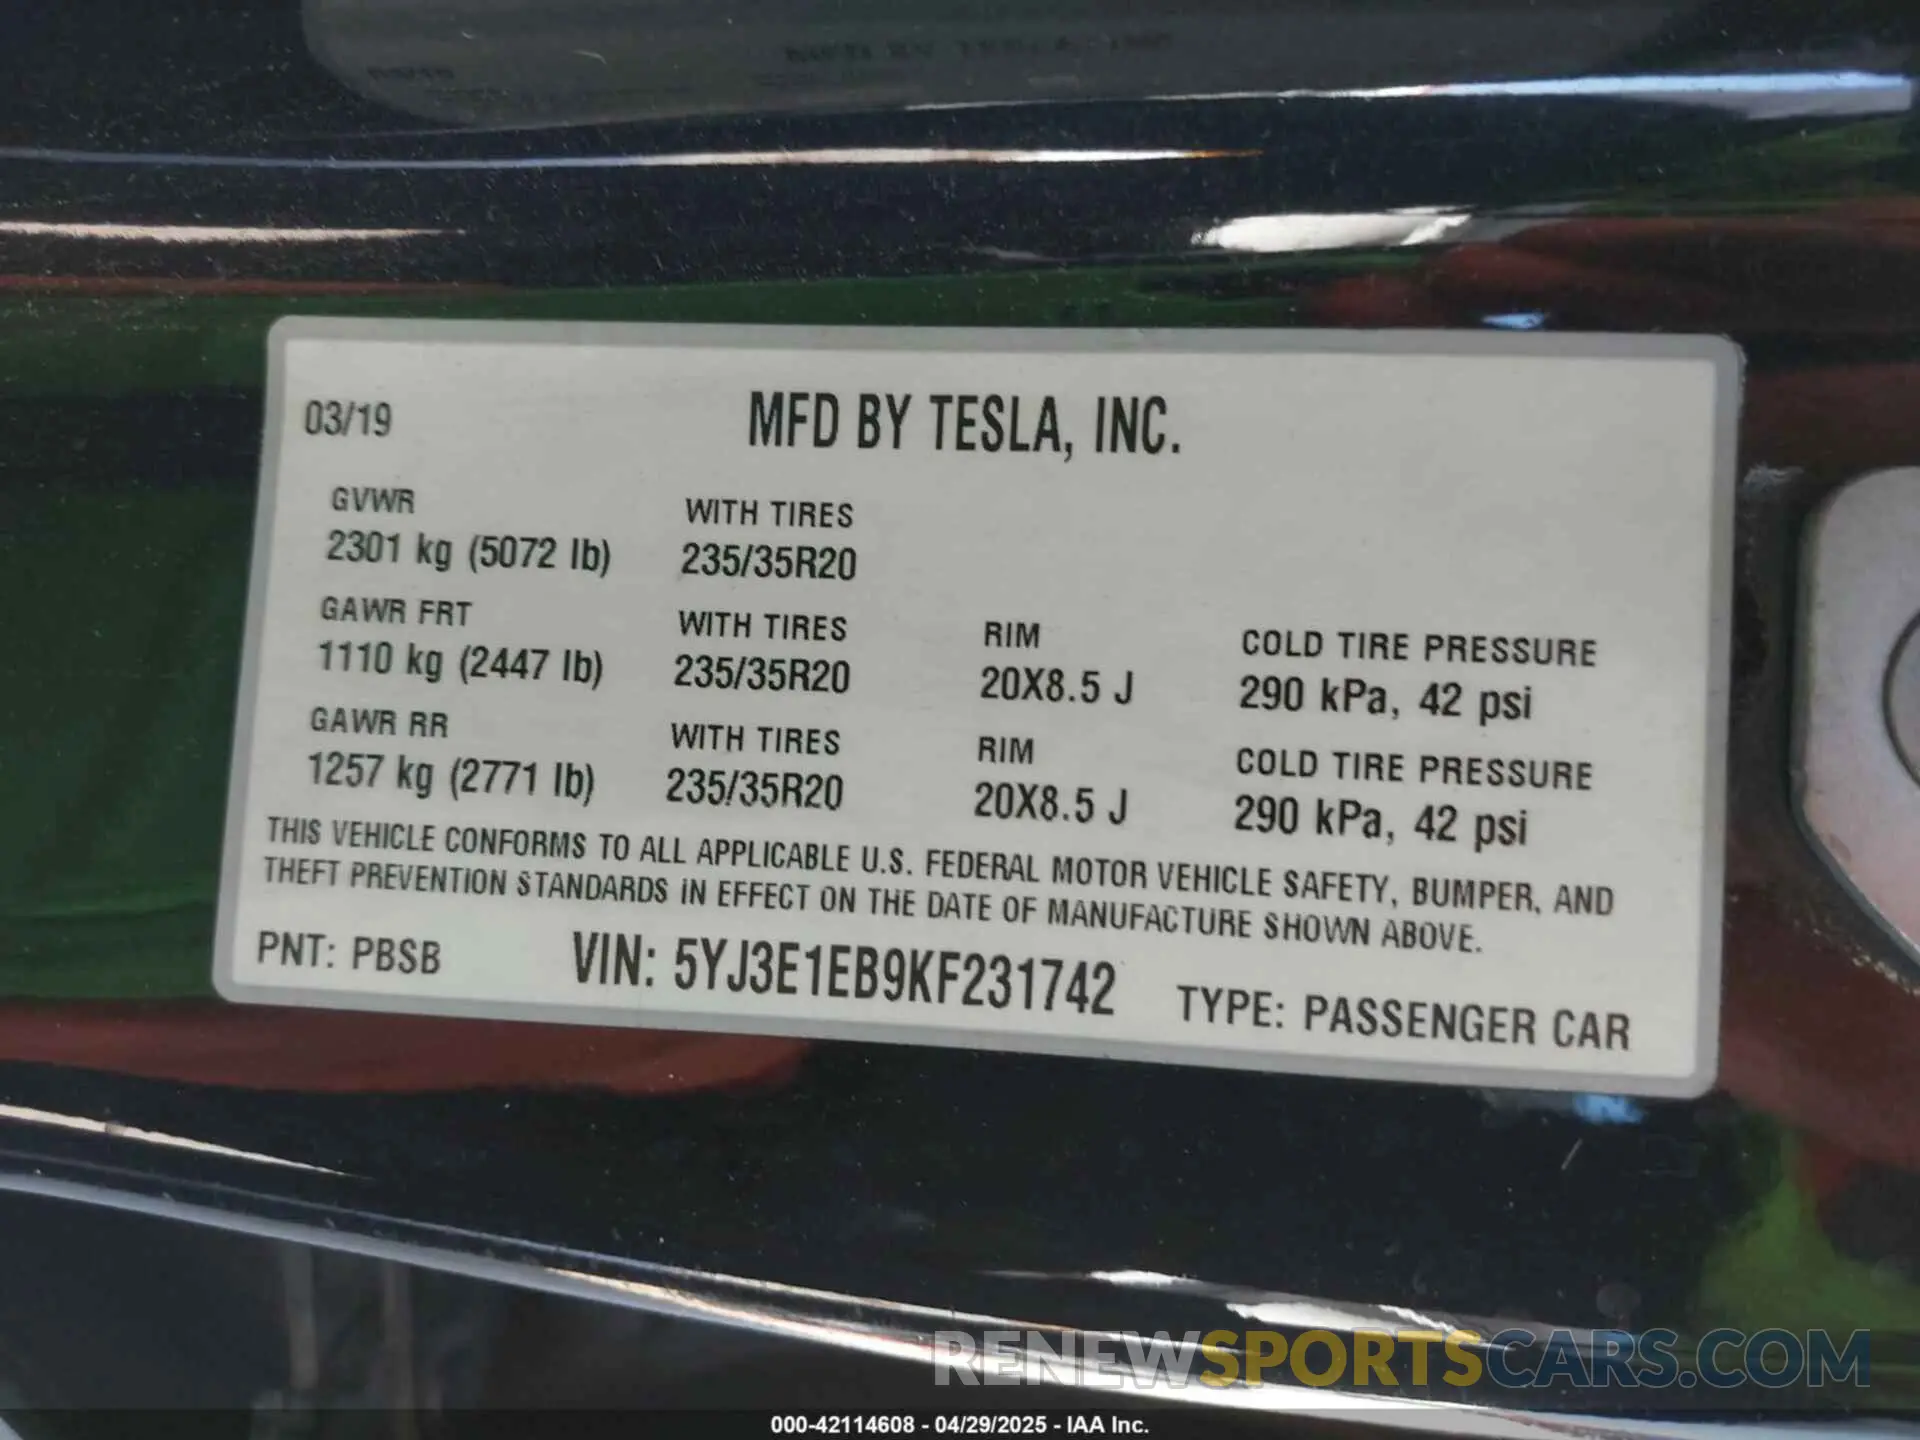 03/19 MFD BY TESLA, INC.
GVWR WITH TIRES
2301 kg (5072 lb) 235/35R20
GAWR FRT WITH TIRES RIM COLD TIRE PRESSURE
1110 kg (2447 lb) 235/35R20 20X8.5 J 290 kPa, 42 psi
GAWR RR WITH TIRES RIM COLD TIRE PRESSURE
1257 kg (2771 lb) 235/35R20 20X8.5 J 290 kPa, 42 psi
THIS VEHICLE CONFORMS TO ALL APPLICABLE U.S. FEDERAL MOTOR VEHICLE SAFETY, BUMPER, AND
THEFT PREVENTION STANDARDS IN EFFECT ON THE DATE OF MANUFACTURE SHOWN ABOVE.
PNT: PBSB VIN: 5YJ3E1EB9KF231742 TYPE: PASSENGER CAR
RENEWSPORTSCARS.COM
000-42114608 - 04/29/2025 - IAA Inc.